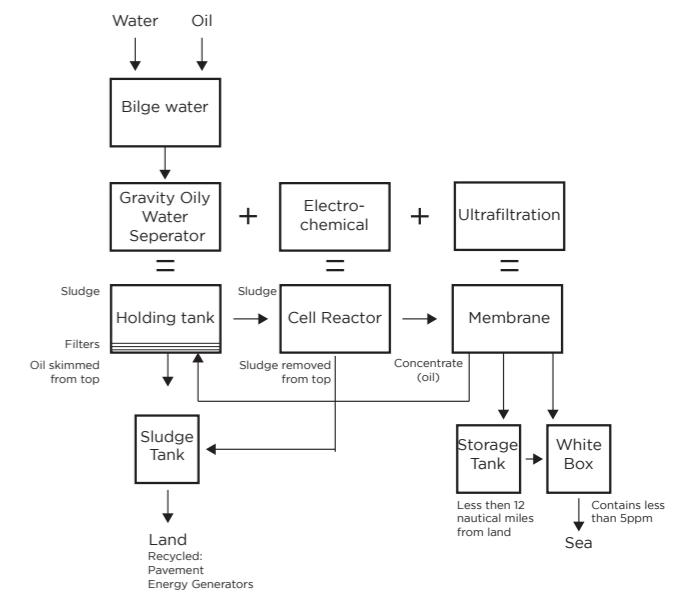 Water
Oil
Bilge water
Gravity Oily
Water
Seperator
+
Electro-
chemical
+
Ultrafiltration
=
=
=
Sludge
Holding tank
Filters
Sludge
Cell Reactor
Membrane
Oil skimmed
from top
Sludge removed
from top
Concentrate
(oil)
Sludge
Tank
Storage
Tank
White
Box
Less then 12
nautical miles
from land
Contains less
than 5ppm
Land
Recycled:
Pavement
Energy Generators
Sea